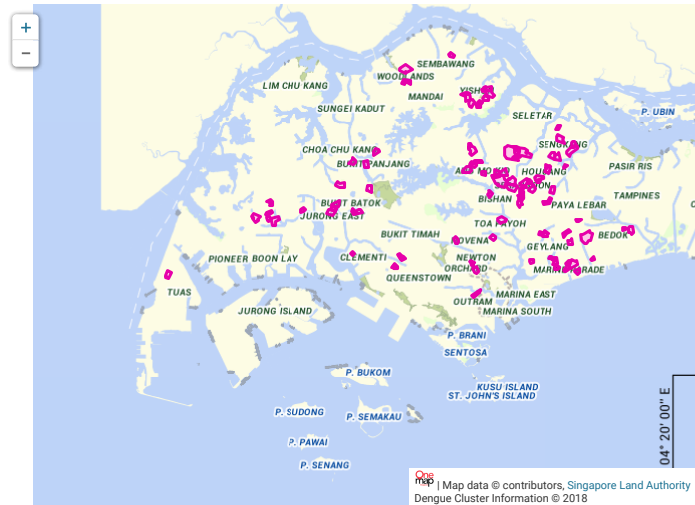 +
−
SEMBAWANG
WOODLANDS
LIM CHU KANG
MANDAI
YISHUN
SUNGEI KADUT
SELETAR
P. UBIN
CHOA CHU KANG
SENGKANG
BUKIT PANJANG
PASIR RIS
ANG MO KIO
HOUGANG
TAMPINES
BISHAN
BUKIT BATOK
PAYA LEBAR
JURONG EAST
TOA PAYOH
BUKIT TIMAH
BEDOK
NOVENA
GEYLANG
PIONEER
BOON LAY
CLEMENTI
NEWTON
ORCHARD
MARINE PARADE
QUEENSTOWN
TUAS
MARINA EAST
OUTRAM
MARINA SOUTH
JURONG ISLAND
P. BRANI
SENTOSA
P. BUKOM
KUSU ISLAND
ST. JOHN'S ISLAND
P. SUDONG
P. SEMAKAU
P. PAWAI
P. SENANG
04° 20' 00" E
One
map | Map data © contributors, Singapore Land Authority
Dengue Cluster Information © 2018